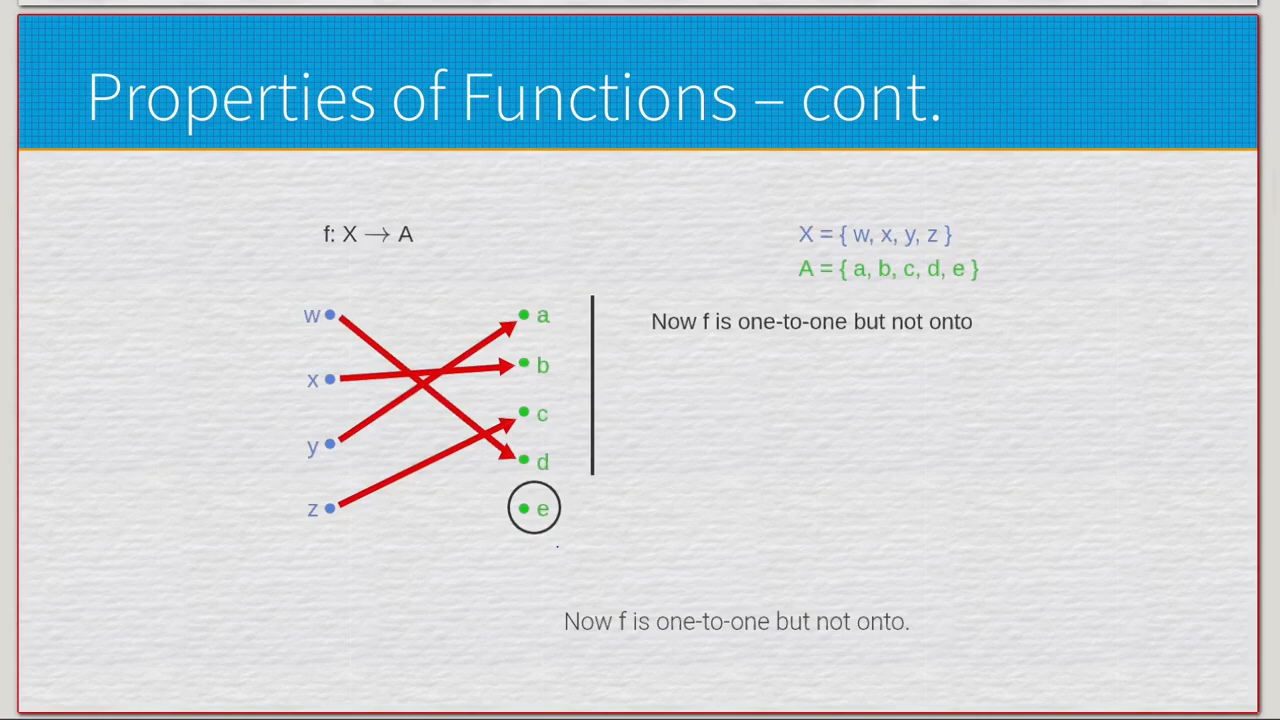 Properties of Functions – cont.
f: X → A
X = { w, x, y, z }
A = { a, b, c, d, e }
w
a
Now f is one-to-one but not onto
x
b
y
c
d
z
e
Now f is one-to-one but not onto.